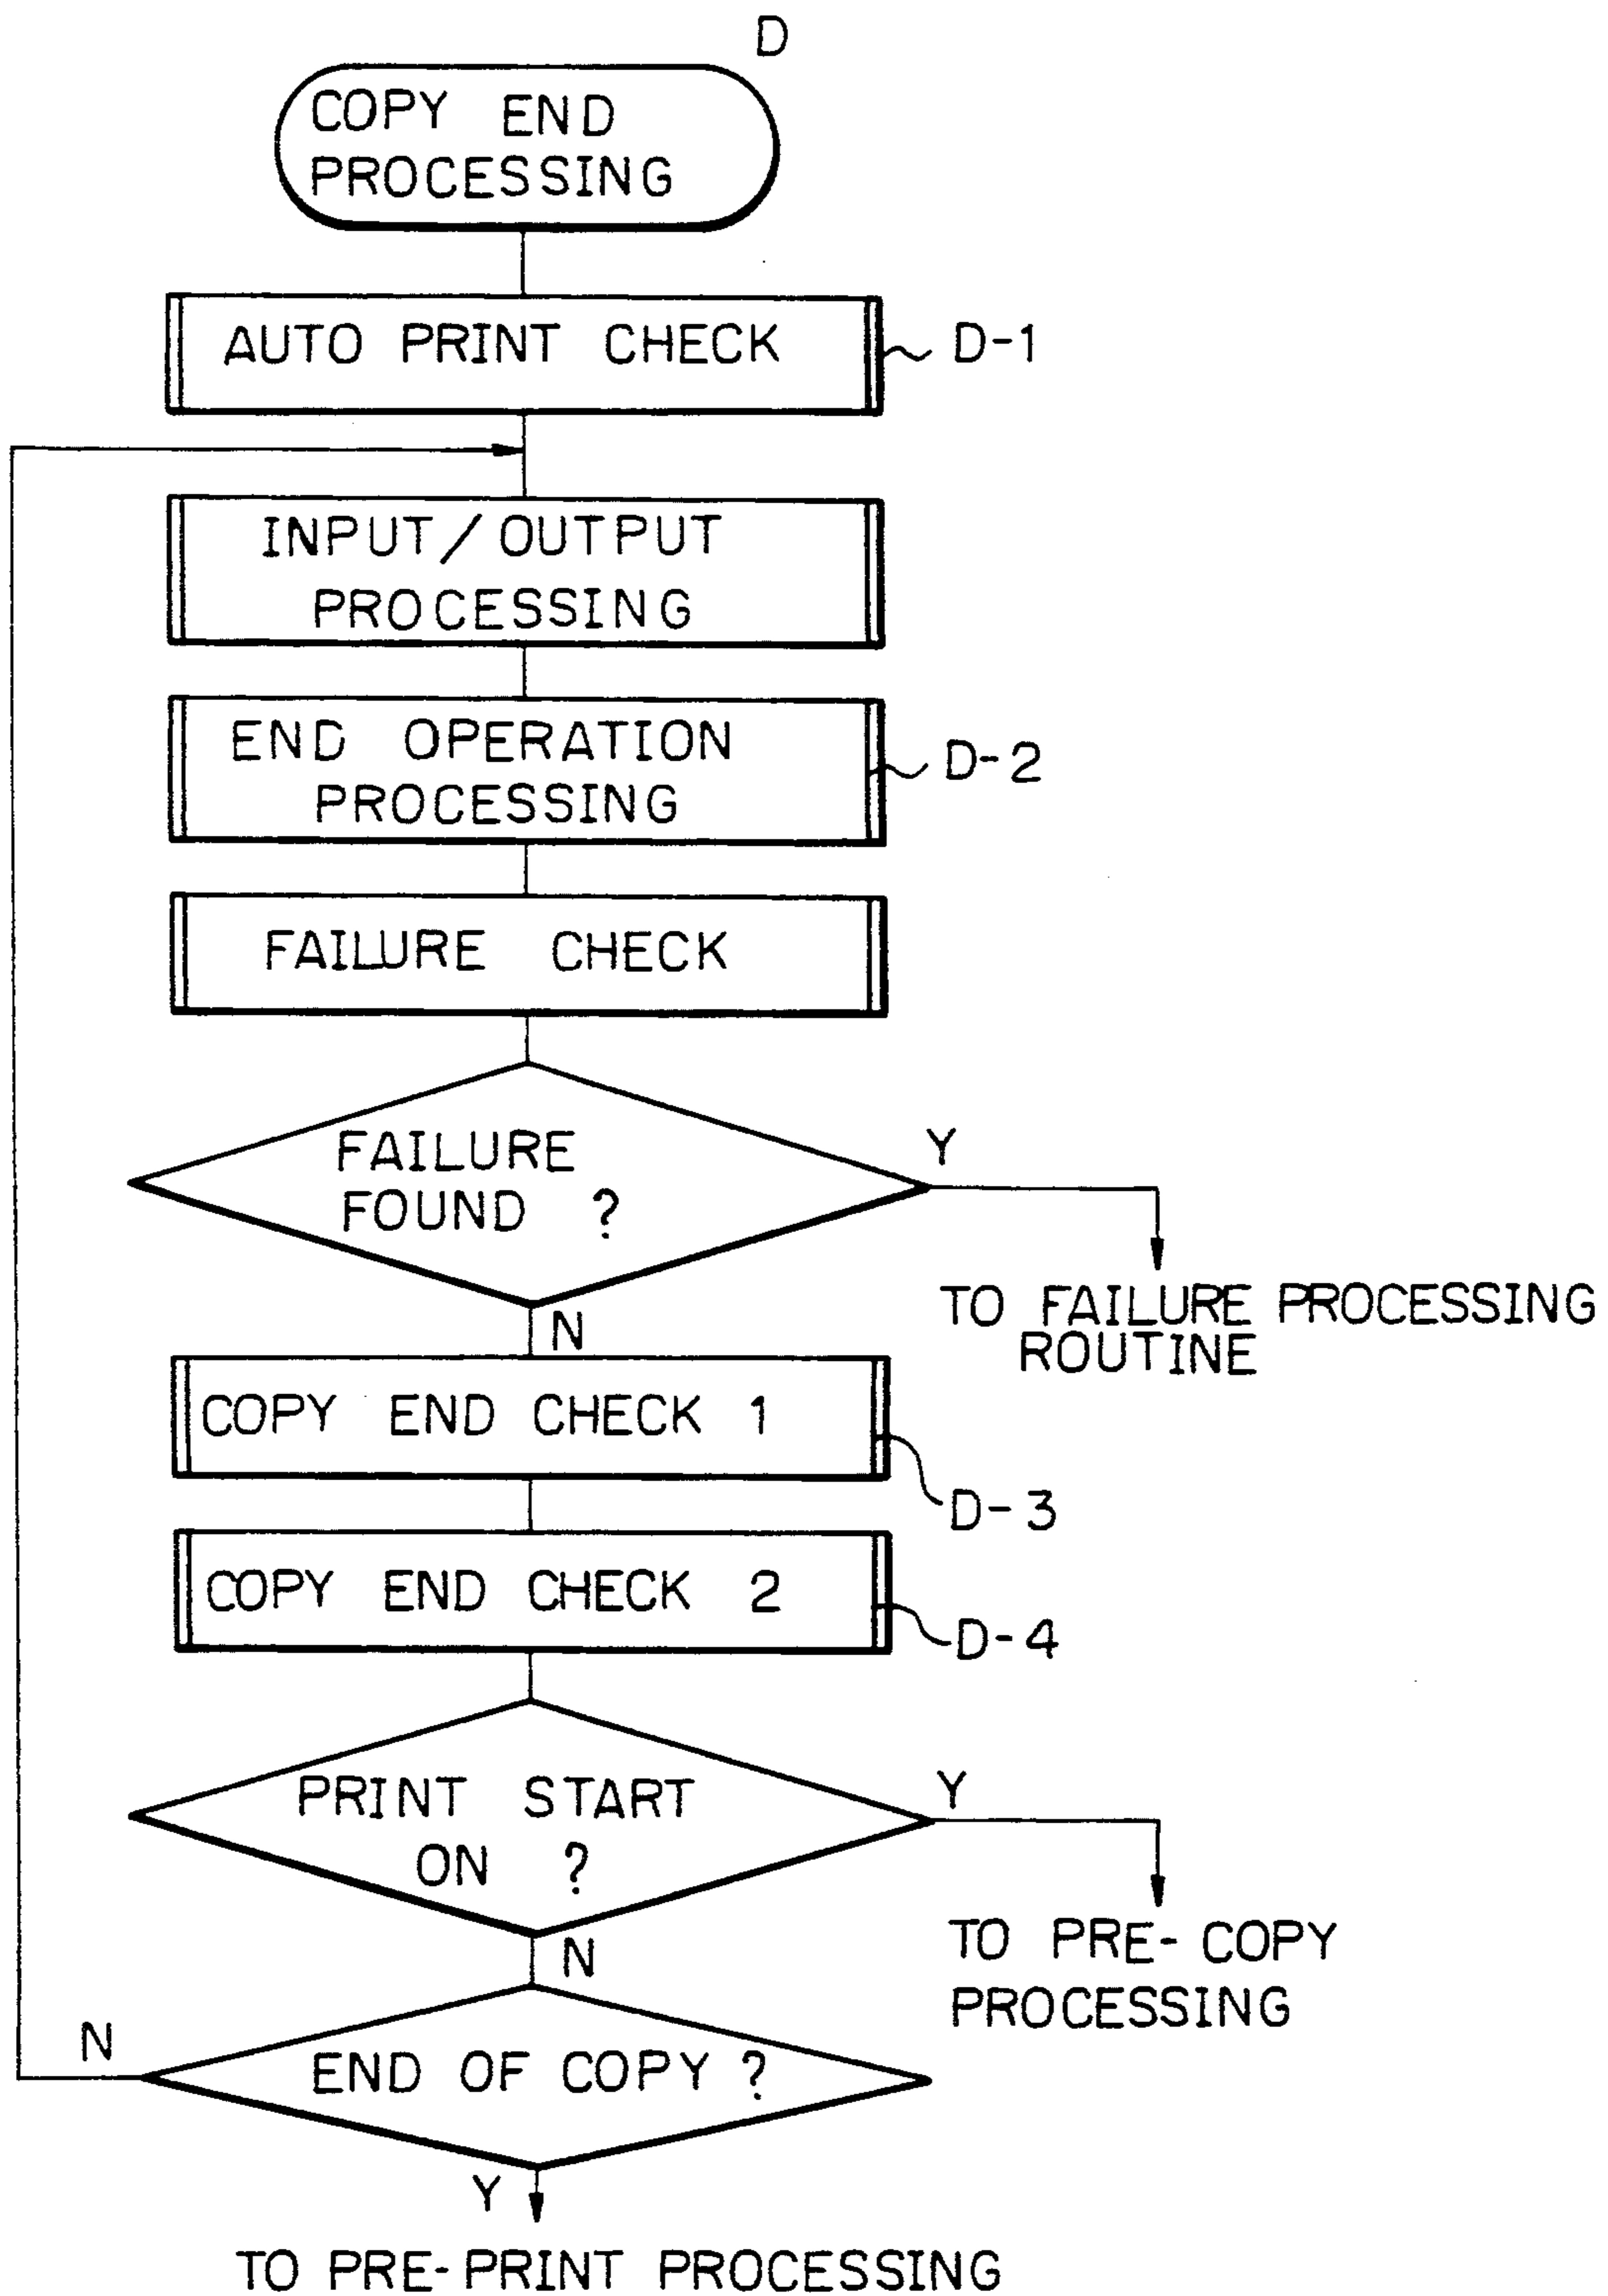 D
COPY END
PROCESSING
AUTO PRINT CHECK
D-1
INPUT/OUTPUT
PROCESSING
END OPERATION
PROCESSING
D-2
FAILURE CHECK
FAILURE
FOUND ?
Y
TO FAILURE PROCESSING
ROUTINE
N
COPY END CHECK 1
D-3
COPY END CHECK 2
D-4
PRINT START
ON ?
Y
TO PRE-COPY
PROCESSING
N
END OF COPY ?
N
Y
TO PRE-PRINT PROCESSING